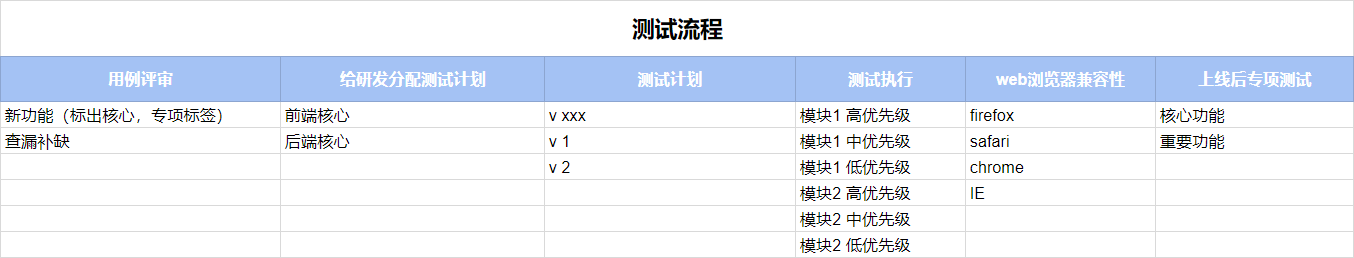 测试流程
用例评审 给研发分配测试计划 测试计划 测试执行 web浏览器兼容性 上线后专项测试
新功能（标出核心，专项标签） 前端核心 v xxx 模块1 高优先级 firefox 核心功能
查漏补缺 后端核心 v 1 模块1 中优先级 safari 重要功能
v 2 模块1 低优先级 chrome
模块2 高优先级 IE
模块2 中优先级
模块2 低优先级